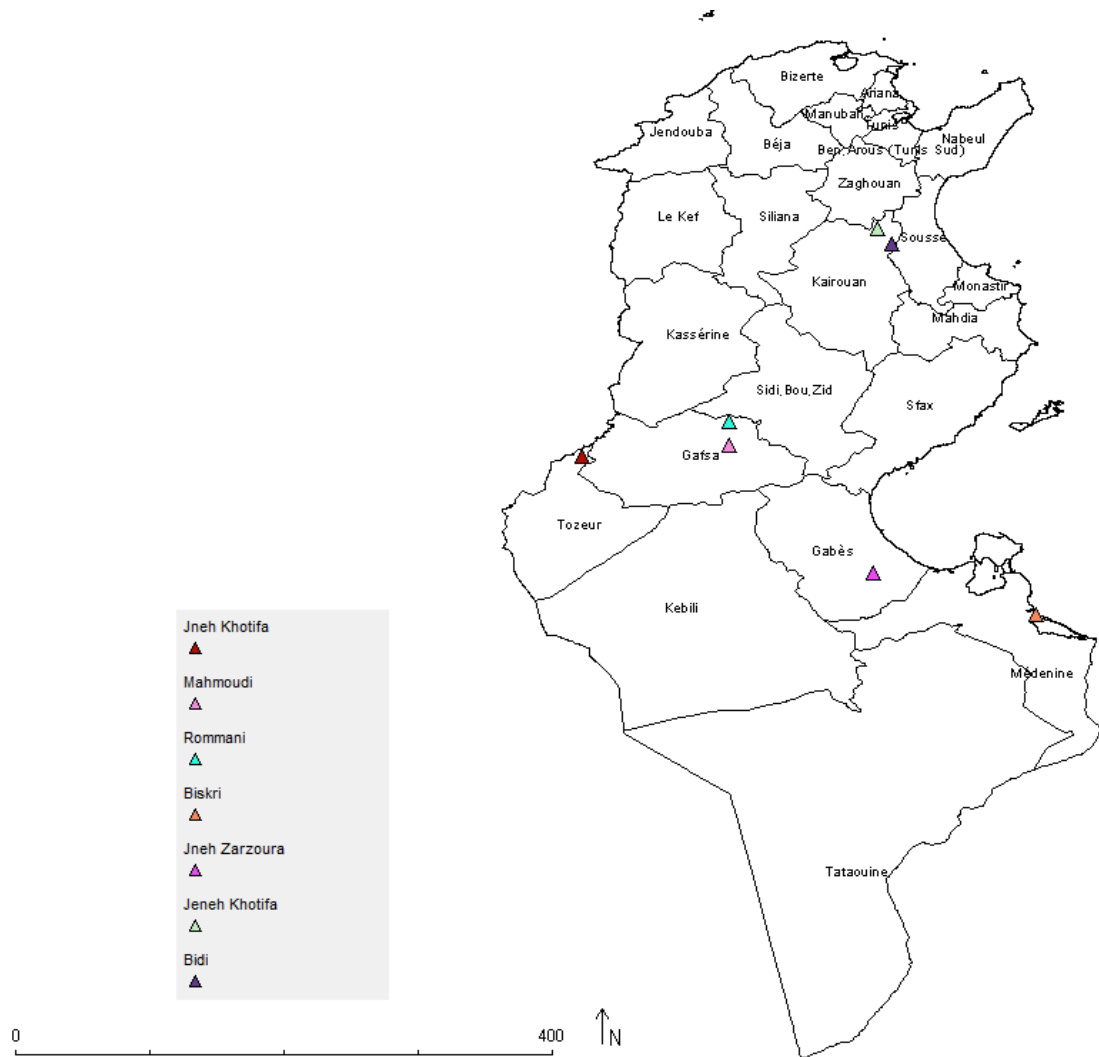 Bizerte
Ariana
Manubah
Tunis
Nabeul
Jendouba
Béja
Ben.Arous (Tunis Sud)
Zaghouan
Le Kef
Siliana
Sousse
Kairouan
Monastir
Mahdia
Kassérine
Sidi.Bou.Zid
Sfax
Gafsa
Tozeur
Gabès
Kebili
Médenine
Tataouine
Jneh Khotifa
Mahmoudi
Rommani
Biskri
Jneh Zarzoura
Jeneh Khotifa
Bidi
0
400
N